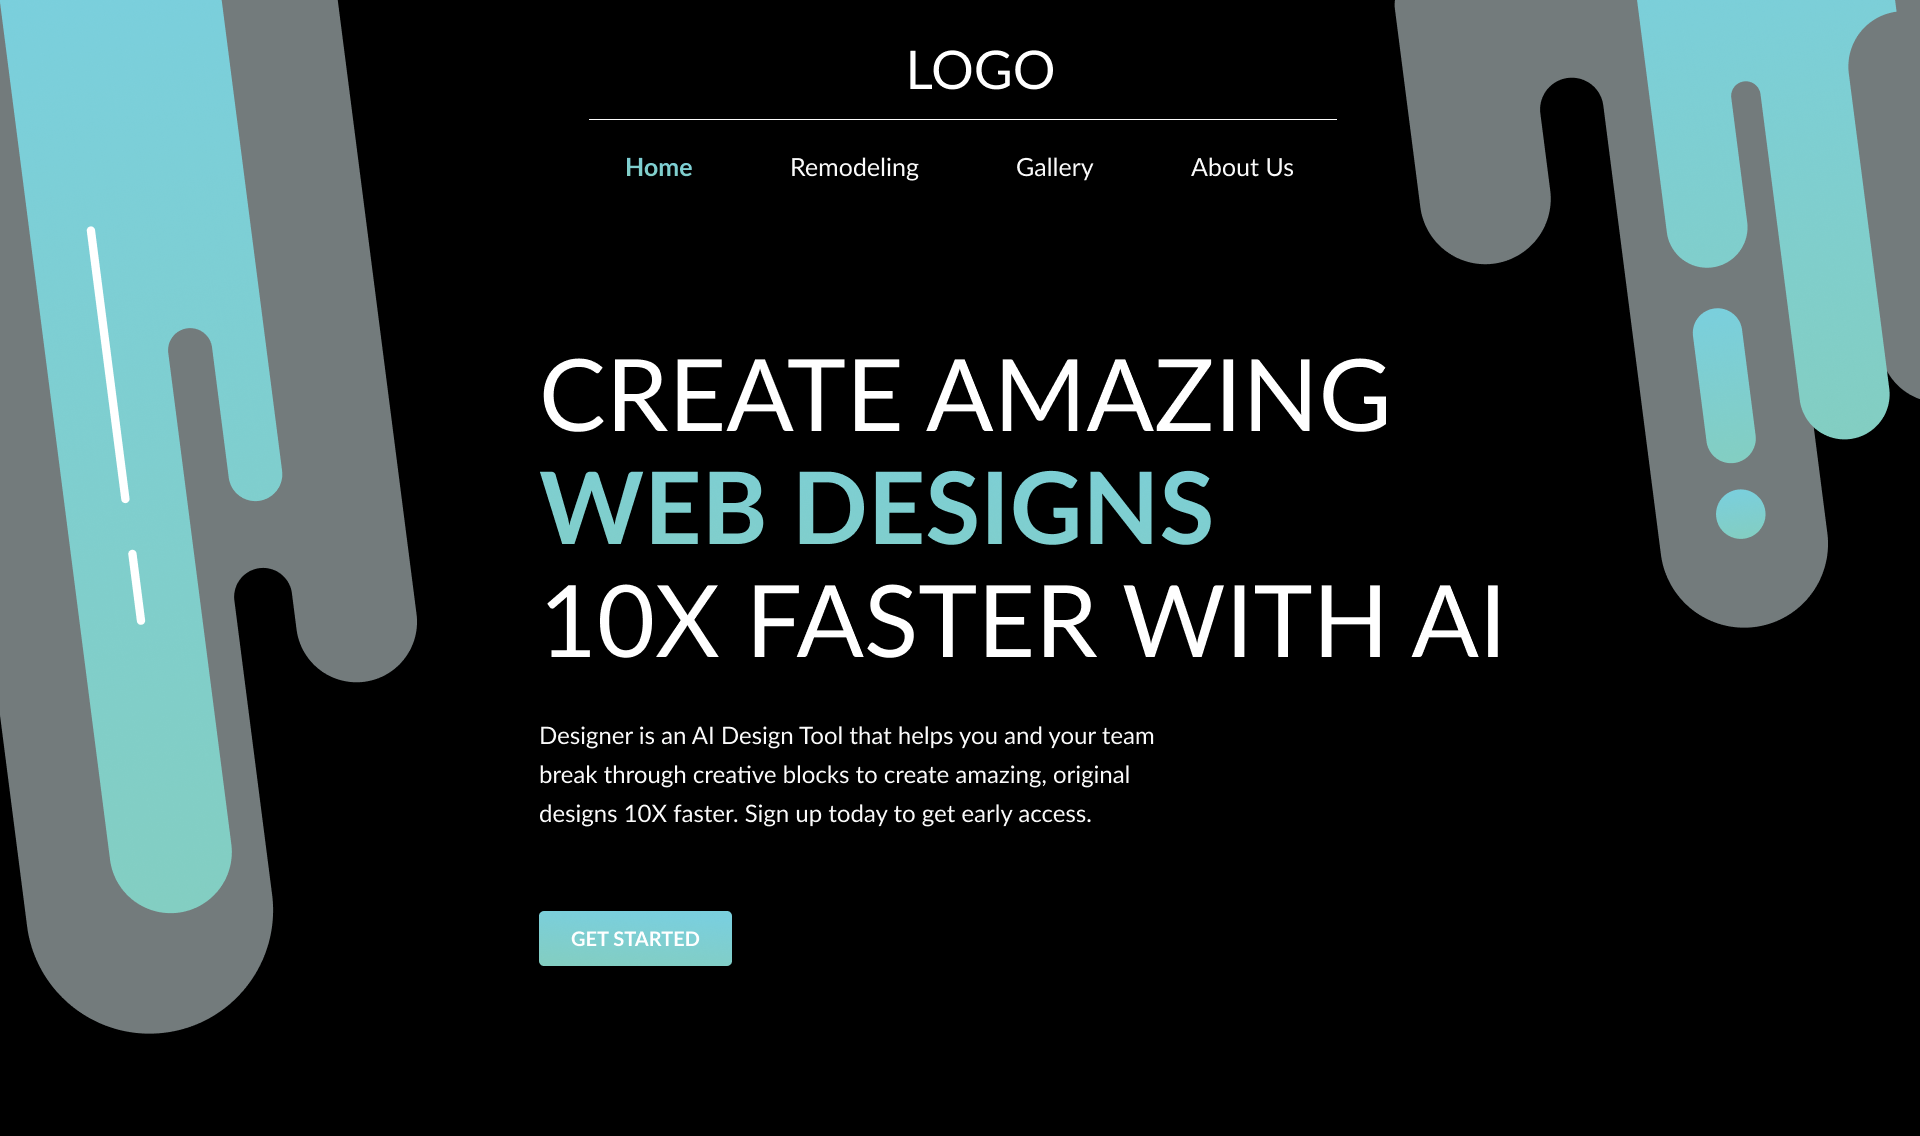 LOGO
Home Remodeling Gallery About Us
CREATE AMAZING
WEB DESIGNS
10X FASTER WITH AI
Designer is an AI Design Tool that helps you and your team
break through creative blocks to create amazing, original
designs 10X faster. Sign up today to get early access.
GET STARTED